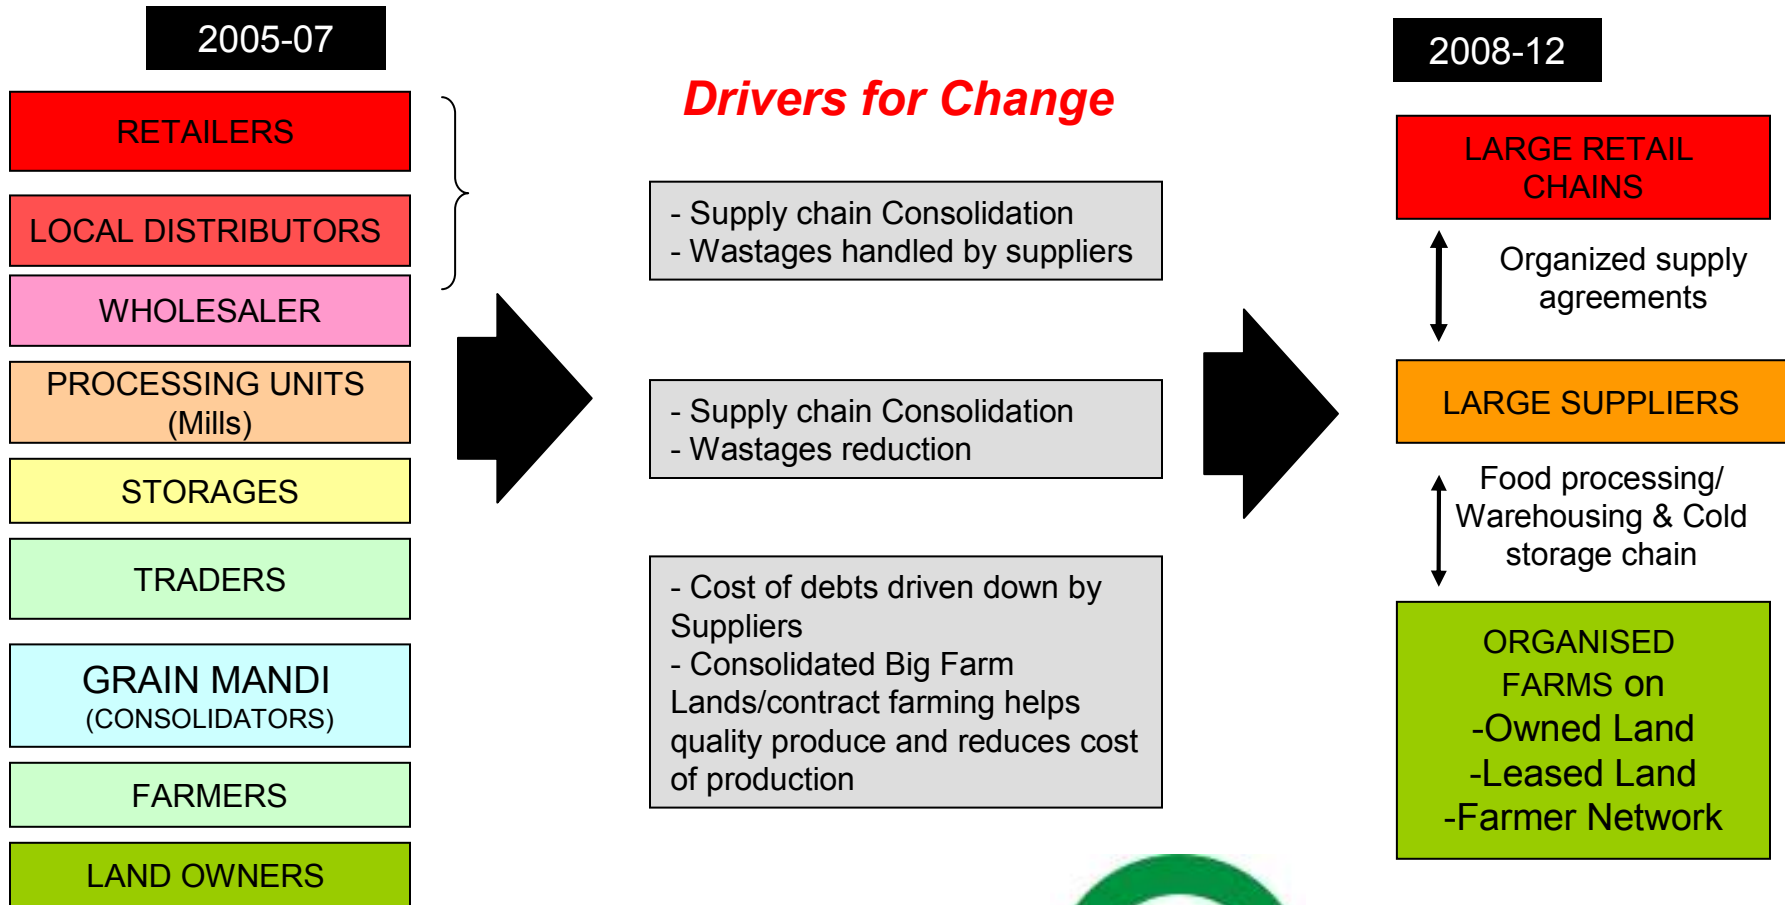 2005-07
RETAILERS
LOCAL DISTRIBUTORS
WHOLESALER
PROCESSING UNITS
(Mills)
STORAGES
TRADERS
GRAIN MANDI
(CONSOLIDATORS)
FARMERS
LAND OWNERS
Drivers for Change
- Supply chain Consolidation
- Wastages handled by suppliers
- Supply chain Consolidation
- Wastages reduction
- Cost of debts driven down by
Suppliers
- Consolidated Big Farm
Lands/contract farming helps
quality produce and reduces cost
of production
2008-12
LARGE RETAIL
CHAINS
Organized supply
agreements
LARGE SUPPLIERS
Food processing/
Warehousing & Cold
storage chain
ORGANISED
FARMS on
-Owned Land
-Leased Land
-Farmer Network